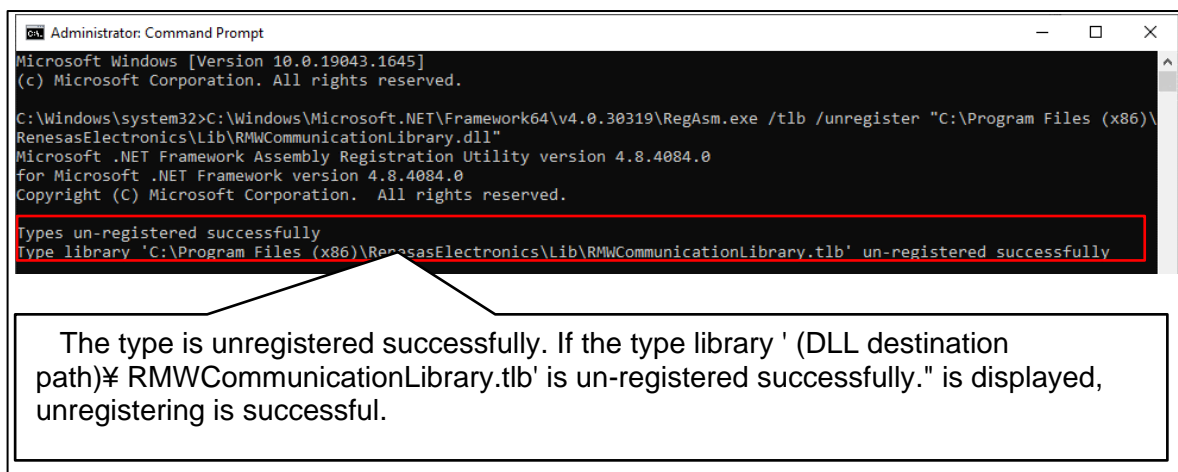 Administrator: Command Prompt
Microsoft Windows [Version 10.0.19043.1645]
(c) Microsoft Corporation. All rights reserved.
C:\Windows\system32>C:\Windows\Microsoft.NET\Framework64\v4.0.30319\RegAsm.exe /tlb /unregister "C:\Program Files (x86)\
RenesasElectronics\Lib\RMWCommunicationLibrary.dll"
Microsoft .NET Framework Assembly Registration Utility version 4.8.4084.0
for Microsoft .NET Framework version 4.8.4084.0
Copyright (C) Microsoft Corporation.  All rights reserved.
Types un-registered successfully
Type library 'C:\Program Files (x86)\RenasasElectronics\Lib\RMWCommunicationLibrary.tlb' un-registered successfully
The type is unregistered successfully. If the type library ' (DLL destination
path)¥ RMWCommunicationLibrary.tlb' is un-registered successfully." is displayed,
unregistering is successful.